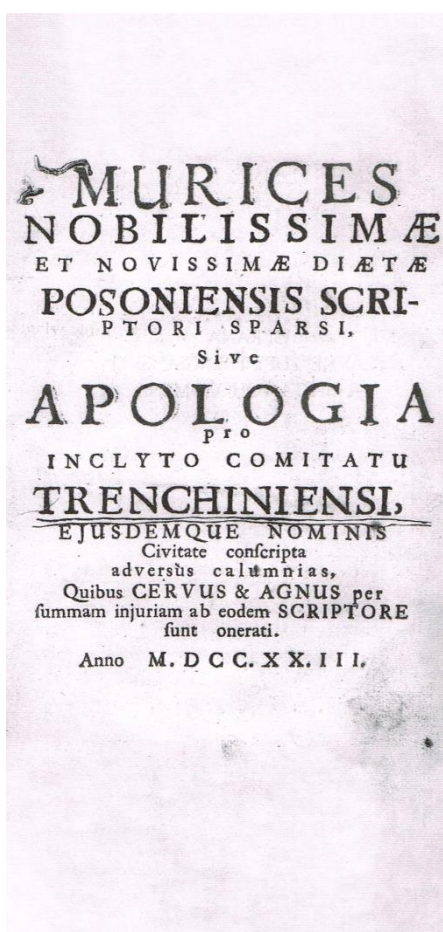 MURICES
NOBILISSIMÆ
ET NOVISSIMÆ DIÆTÆ
POSONIENSIS SCRI-
PTORI SPARSI,
Sive
APOLOGIA
pro
INCLYTO COMITATU
TRENCHINIENSI,
EJUSDEMQUE NOMINIS
Civitate conſcripta
adversùs calumnias,
Quibus CERVUS & AGNUS per
ſummam injuriam ab eodem SCRIPTORE
ſunt onerati.
Anno M. DCC. XX. III.